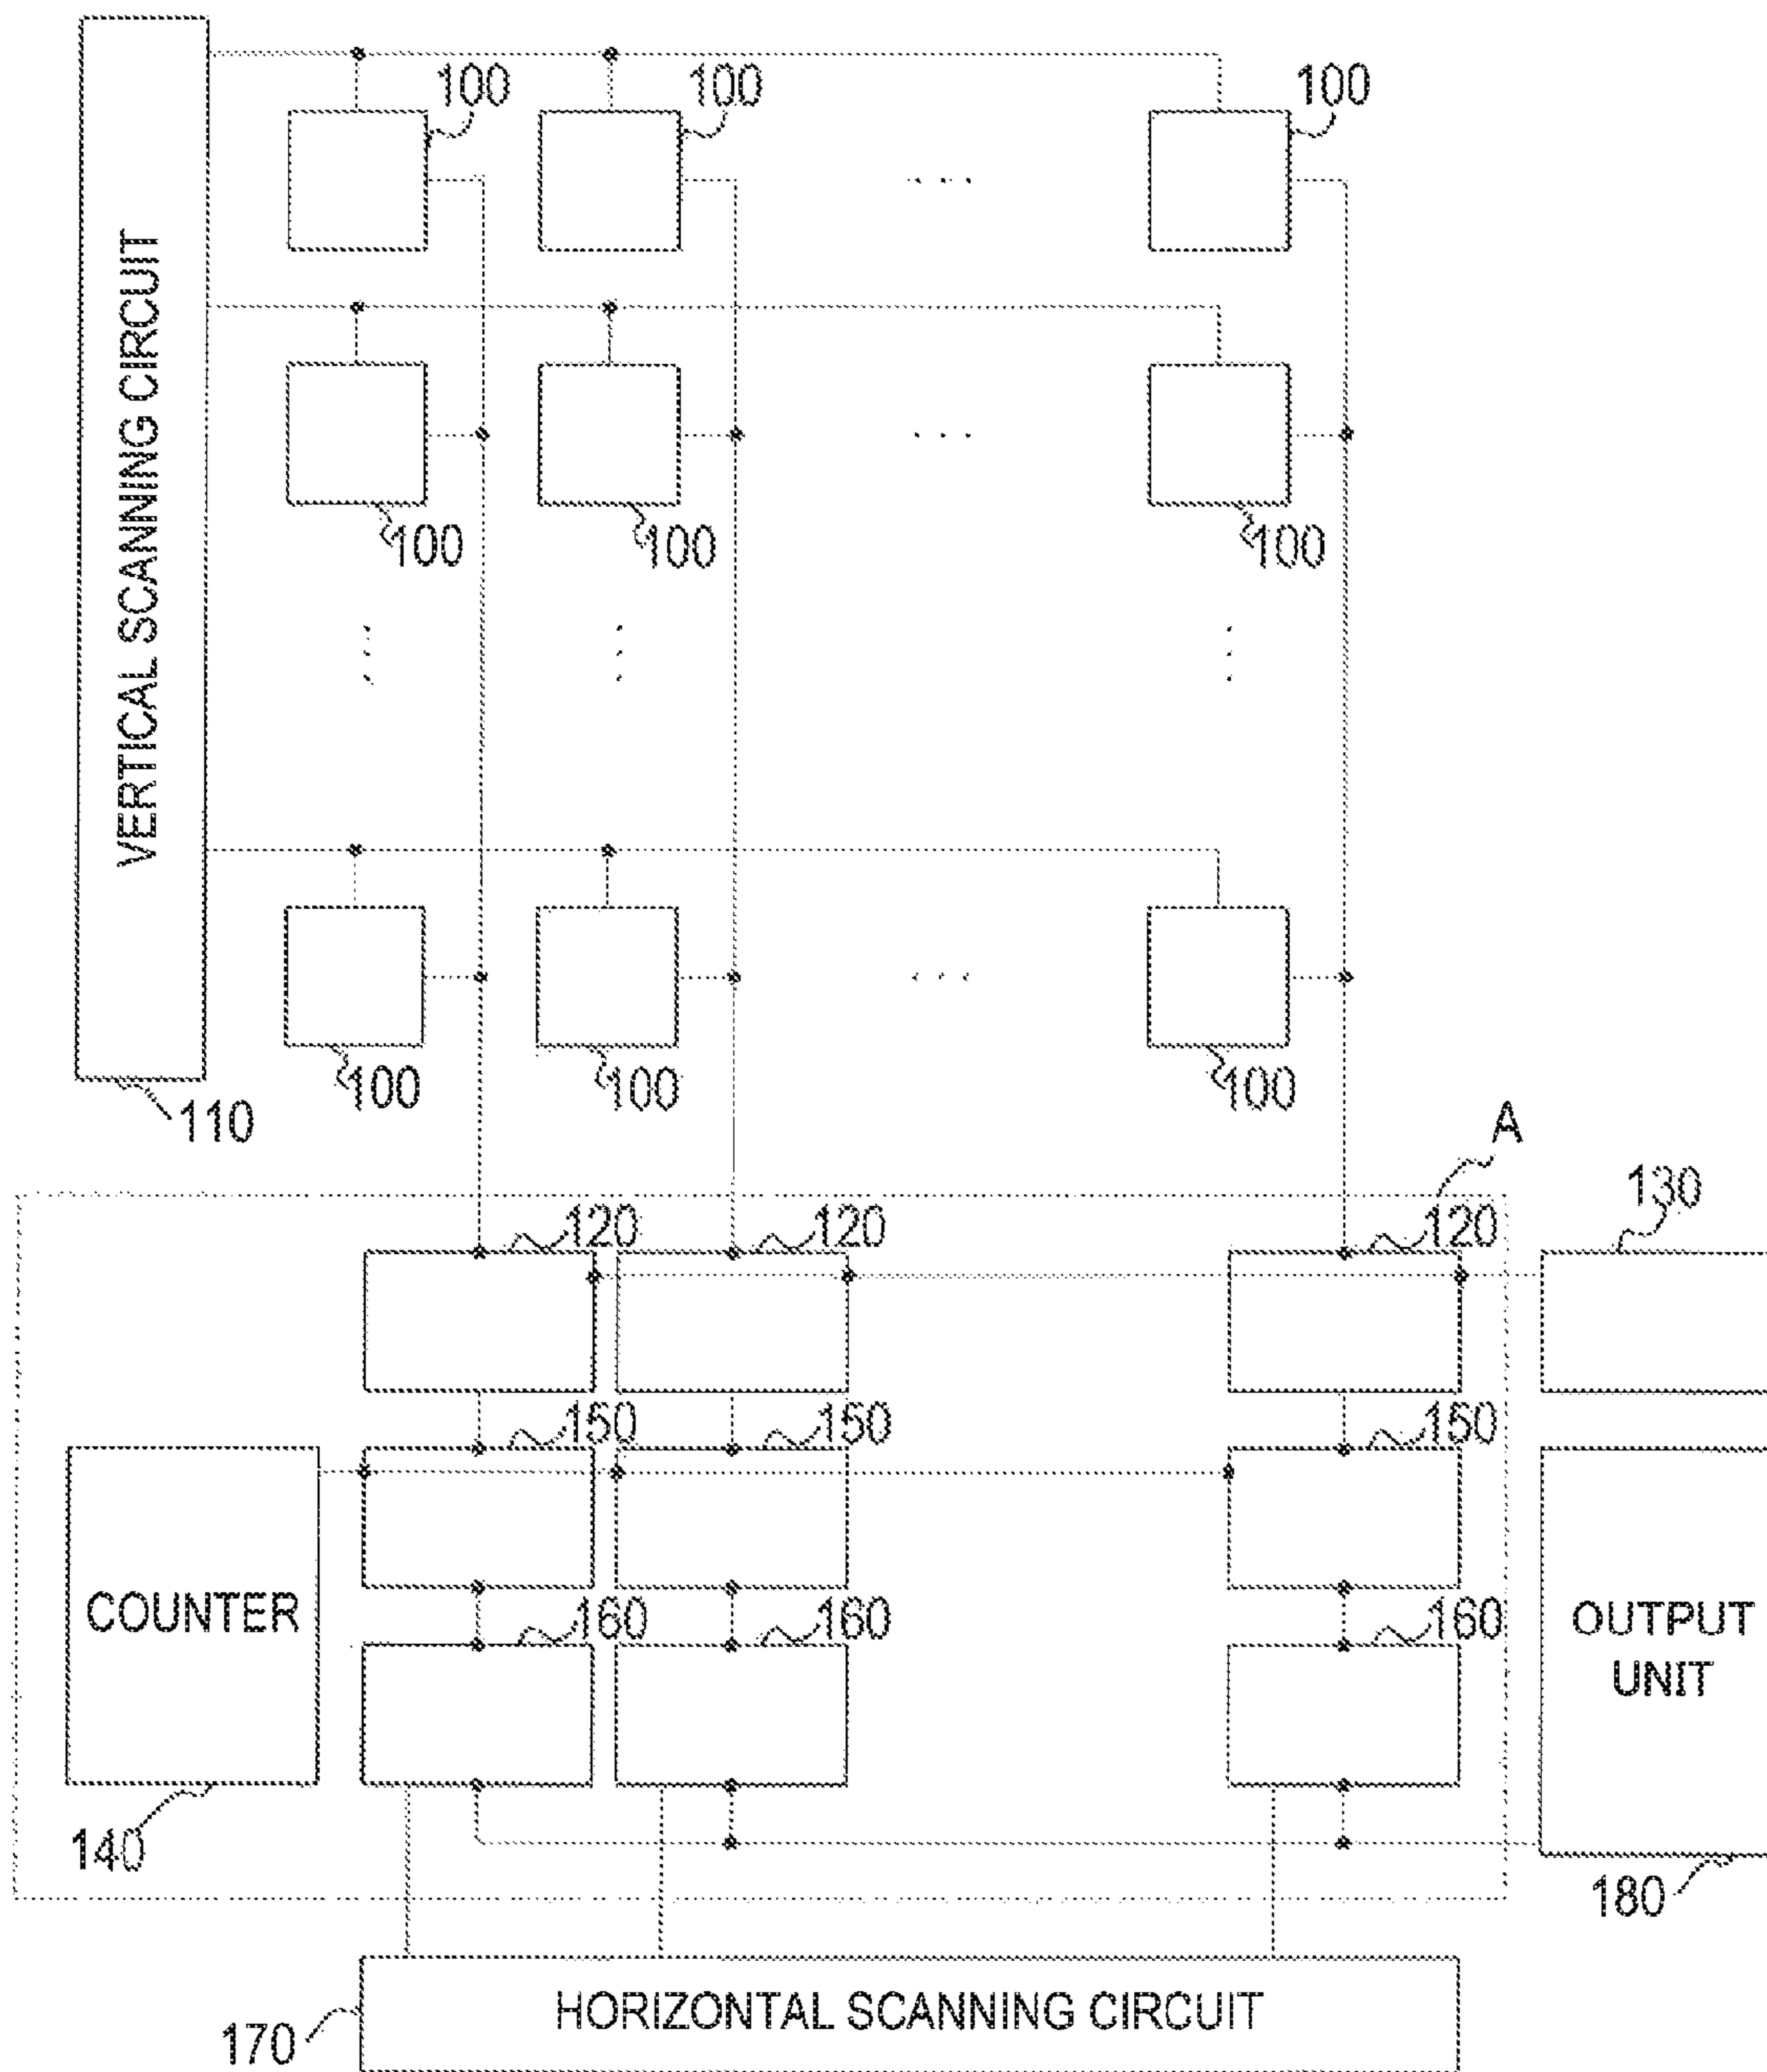 100 100 100
VERTICAL SCANNING CIRCUIT
100 100 100
100 100 100
110
A
130
120 120 120
150 150 150
COUNTER
160 160 160
OUTPUT
UNIT
140
180
HORIZONTAL SCANNING CIRCUIT
170